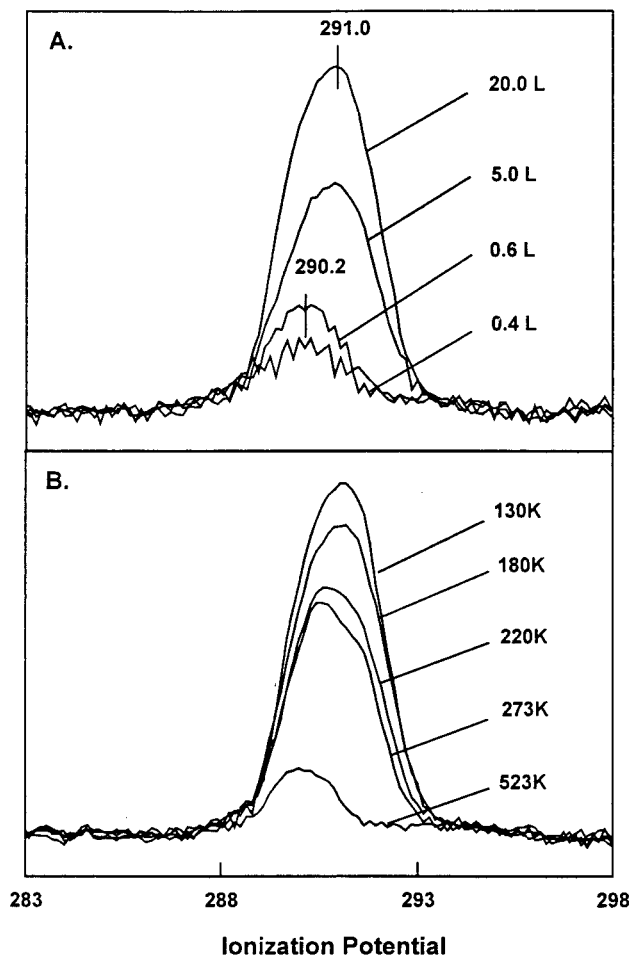 A.
291.0
20.0 L
5.0 L
0.6 L
290.2
0.4 L
B.
130K
180K
220K
273K
523K
283 288 293 298
Ionization Potential